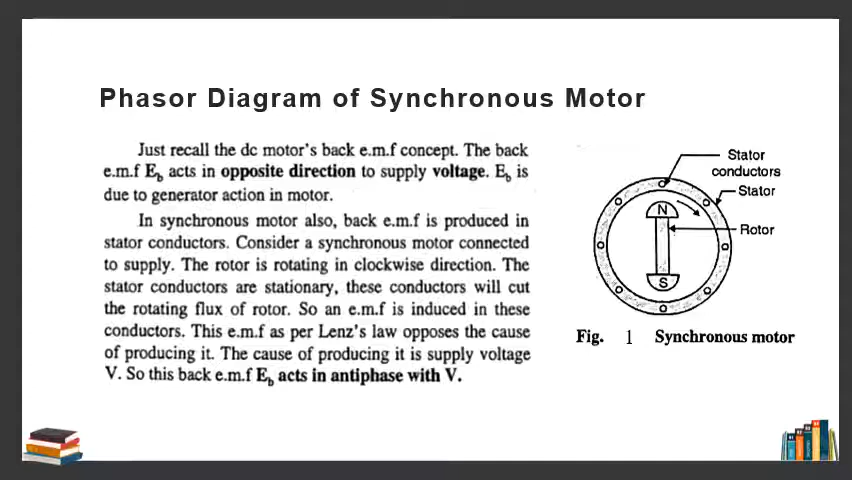 Phasor Diagram of Synchronous Motor
Just recall the dc motor's back e.m.f concept. The back
e.m.f Eb acts in opposite direction to supply voltage. Eb is
due to generator action in motor.
In synchronous motor also, back e.m.f is produced in
stator conductors. Consider a synchronous motor connected
to supply. The rotor is rotating in clockwise direction. The
stator conductors are stationary, these conductors will cut
the rotating flux of rotor. So an e.m.f is induced in these
conductors. This e.m.f as per Lenz's law opposes the cause
of producing it. The cause of producing it is supply voltage
V. So this back e.m.f Eb acts in antiphase with V.
Stator
conductors
Stator
N
Rotor
S
Fig. 1 Synchronous motor